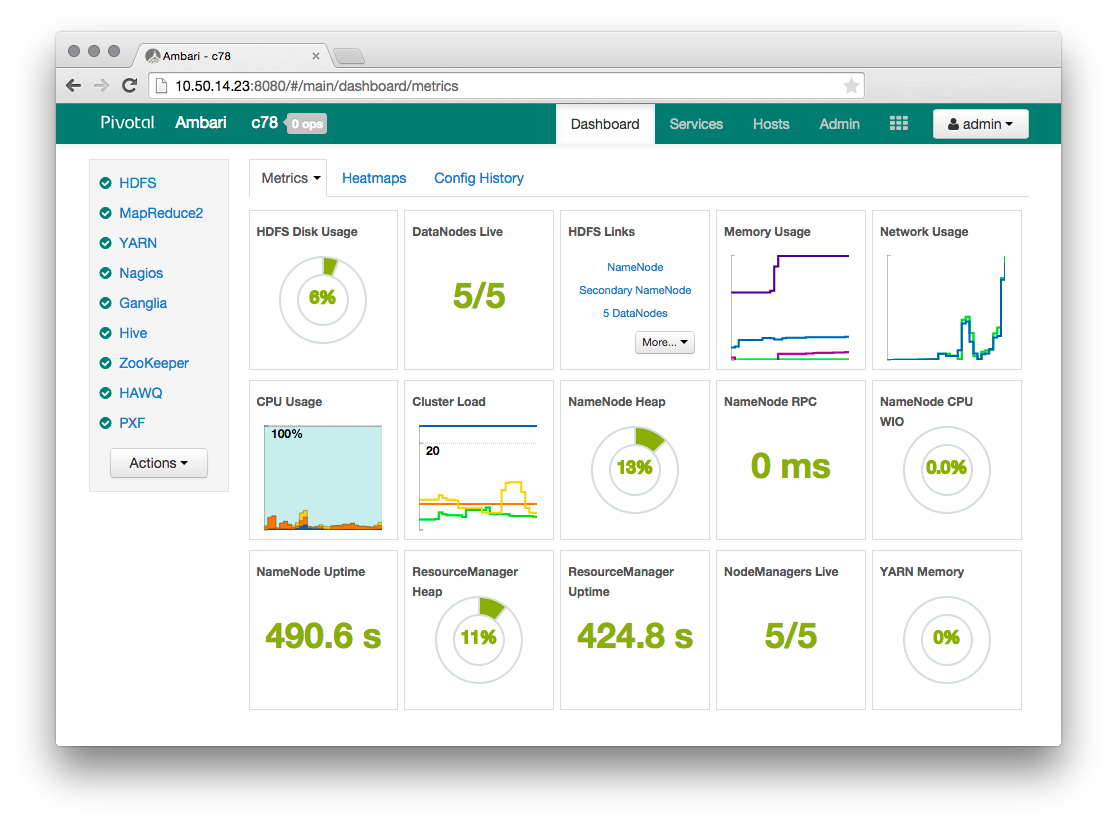 Ambari - c78
10.50.14.23:8080/#/main/dashboard/metrics
Pivotal Ambari c78 0 ops Dashboard Services Hosts Admin admin
HDFS
MapReduce2
YARN
Nagios
Ganglia
Hive
ZooKeeper
HAWQ
PXF
Actions
Metrics Heatmaps Config History
HDFS Disk Usage
6%
DataNodes Live
5/5
HDFS Links
NameNode
Secondary NameNode
5 DataNodes
More...
Memory Usage
Network Usage
CPU Usage
100%
Cluster Load
20
NameNode Heap
13%
NameNode RPC
0 ms
NameNode CPU
WIO
0.0%
NameNode Uptime
490.6 s
ResourceManager
Heap
11%
ResourceManager
Uptime
424.8 s
NodeManagers Live
5/5
YARN Memory
0%